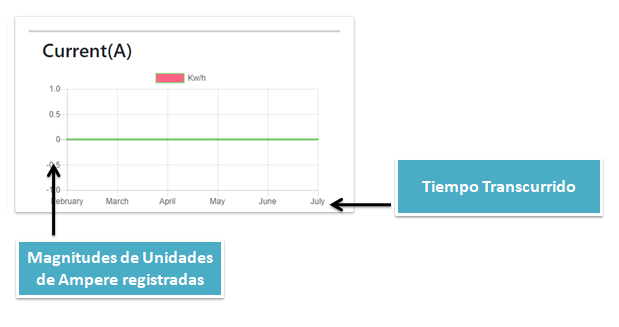 Current(A)
Kw/h
1.0
0.5
0
-0.5
-1.0
February March April May June July
Tiempo Transcurrido
Magnitudes de Unidades
de Ampere registradas